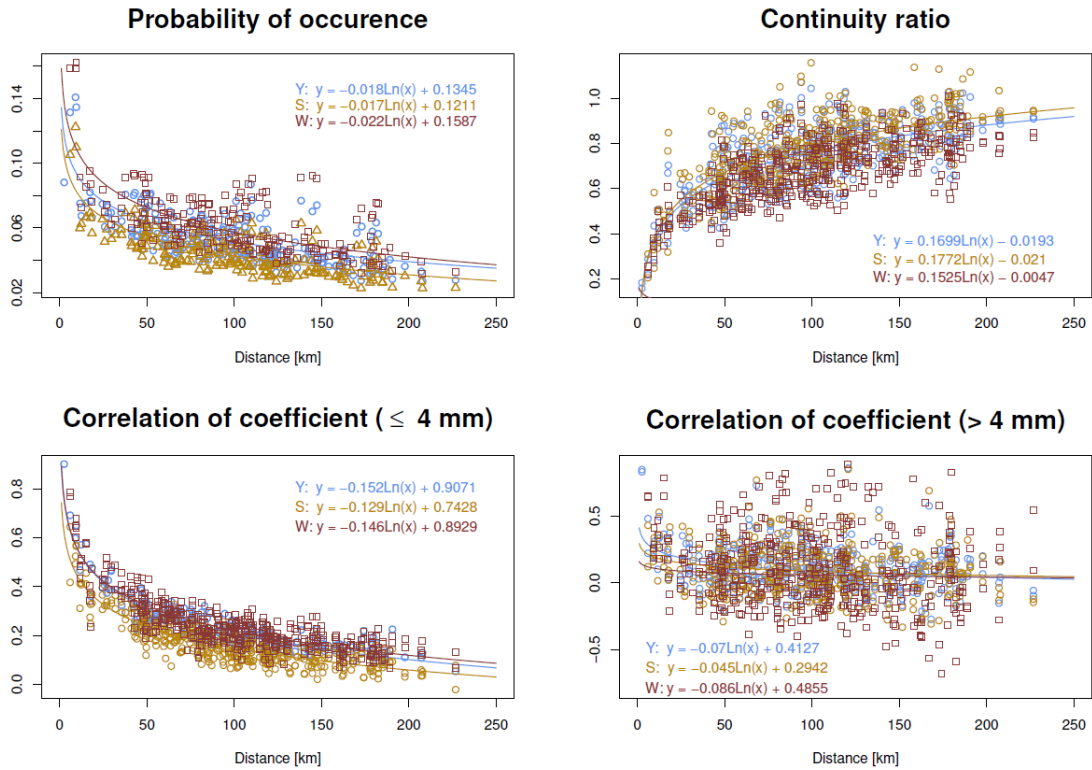 Probability of occurence
Y: y = −0.018Ln(x) + 0.1345
S: y = −0.017Ln(x) + 0.1211
W: y = −0.022Ln(x) + 0.1587
0.14
0.10
0.06
0.02
0 50 100 150 200 250
Distance [km]
Continuity ratio
1.0
0.8
0.6
0.4
0.2
Y: y = 0.1699Ln(x) − 0.0193
S: y = 0.1772Ln(x) − 0.021
W: y = 0.1525Ln(x) − 0.0047
0 50 100 150 200 250
Distance [km]
Correlation of coefficient ( ≤ 4 mm)
Y: y = −0.152Ln(x) + 0.9071
S: y = −0.129Ln(x) + 0.7428
W: y = −0.146Ln(x) + 0.8929
0.8
0.6
0.4
0.2
0.0
0 50 100 150 200 250
Distance [km]
Correlation of coefficient (> 4 mm)
0.5
0.0
−0.5
Y: y = −0.07Ln(x) + 0.4127
S: y = −0.045Ln(x) + 0.2942
W: y = −0.086Ln(x) + 0.4855
0 50 100 150 200 250
Distance [km]